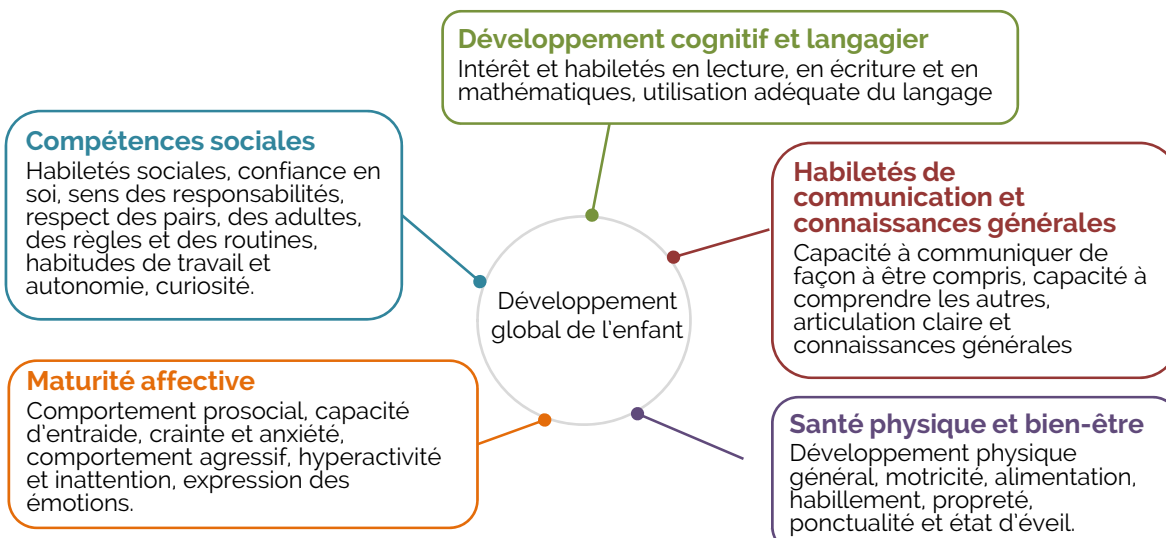 Développement cognitif et langagier
Intérêt et habiletés en lecture, en écriture et en
mathématiques, utilisation adéquate du langage
Compétences sociales
Habiletés sociales, confiance en
soi, sens des responsabilités,
respect des pairs, des adultes,
des règles et des routines,
habitudes de travail et
autonomie, curiosité.
Habiletés de
communication et
connaissances générales
Capacité à communiquer de
façon à être compris, capacité à
comprendre les autres,
articulation claire et
connaissances générales
Développement
global de l'enfant
Maturité affective
Comportement prosocial, capacité
d'entraide, crainte et anxiété,
comportement agressif, hyperactivité
et inattention, expression des
émotions.
Santé physique et bien-être
Développement physique
général, motricité, alimentation,
habillement, propreté,
ponctualité et état d'éveil.